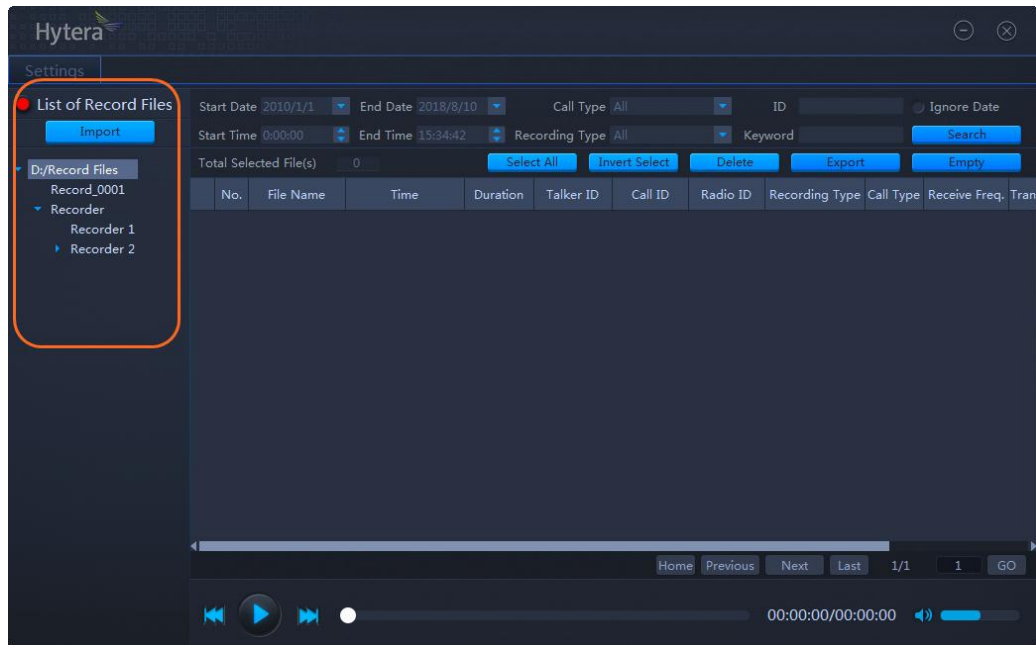 Hytera
Settings
List of Record Files
Import
D:/Record Files
Record_0001
Recorder
Recorder 1
Recorder 2
Start Date 2010/1/1 End Date 2018/8/10 Call Type All ID Ignore Date
Start Time 0:00:00 End Time 15:34:42 Recording Type All Keyword Search
Total Selected File(s) 0 Select All Invert Select Delete Export Empty
No. File Name Time Duration Talker ID Call ID Radio ID Recording Type Call Type Receive Freq. Tran
Home Previous Next Last 1/1 1 GO
00:00:00/00:00:00